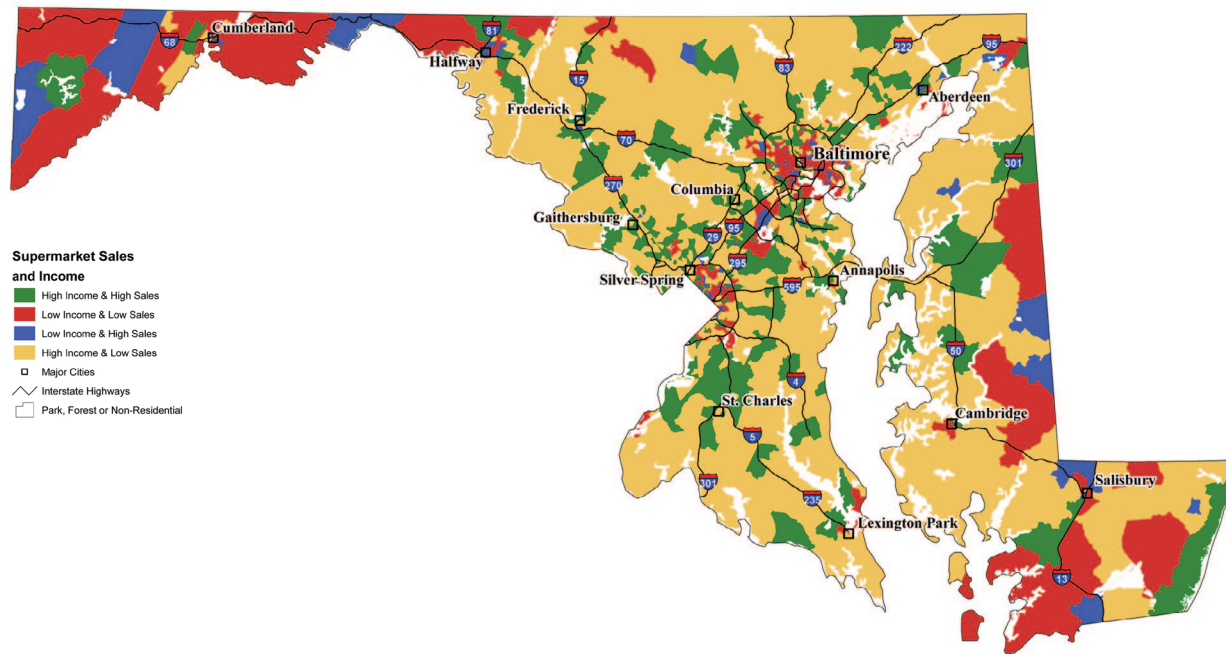 Cumberland
68
81
Halfway
15
Frederick
83
222
95
Aberdeen
70
Baltimore
301
270
Columbia
Gaithersburg
29
95
295
Silver Spring
Annapolis
595
50
4
St. Charles
Cambridge
5
301
235
Lexington Park
Salisbury
13
Supermarket Sales
and Income
High Income & High Sales
Low Income & Low Sales
Low Income & High Sales
High Income & Low Sales
Major Cities
Interstate Highways
Park, Forest or Non-Residential